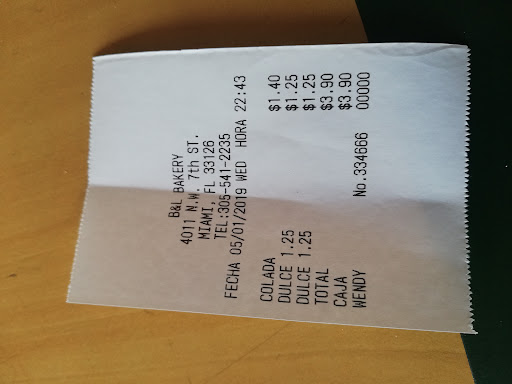 B&L BAKERY
4011 N.W. 7th ST.
MIAMI, FL 33126
TEL:305-541-2235
FECHA 05/01/2019 WED HORA 22:43
COLADA $1.40
DULCE 1.25 $1.25
DULCE 1.25 $1.25
TOTAL $3.90
CAJA $3.90
WENDY No.334666 00000